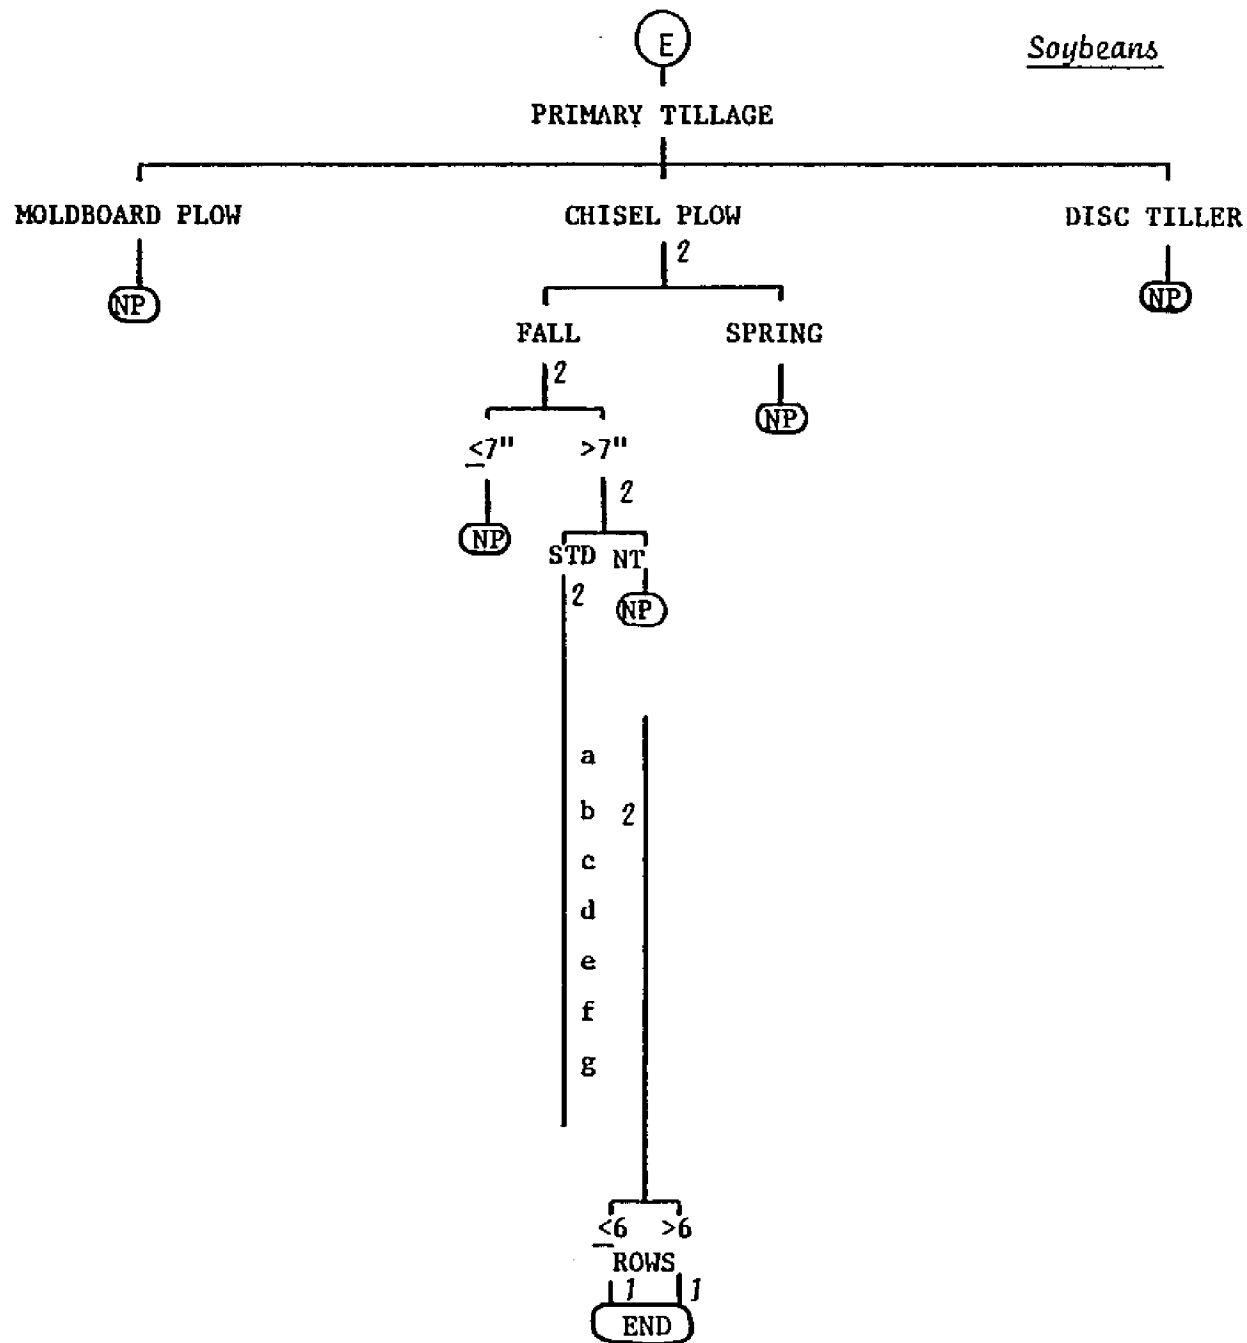 E
Soybeans
PRIMARY TILLAGE
MOLDBOARD PLOW CHISEL PLOW DISC TILLER
2
NP NP
FALL SPRING
2
NP
≤7" >7"
2
NP
STD NT
2
NP
a
b 2
c
d
e
f
g
≤6 >6
ROWS
1 1
END